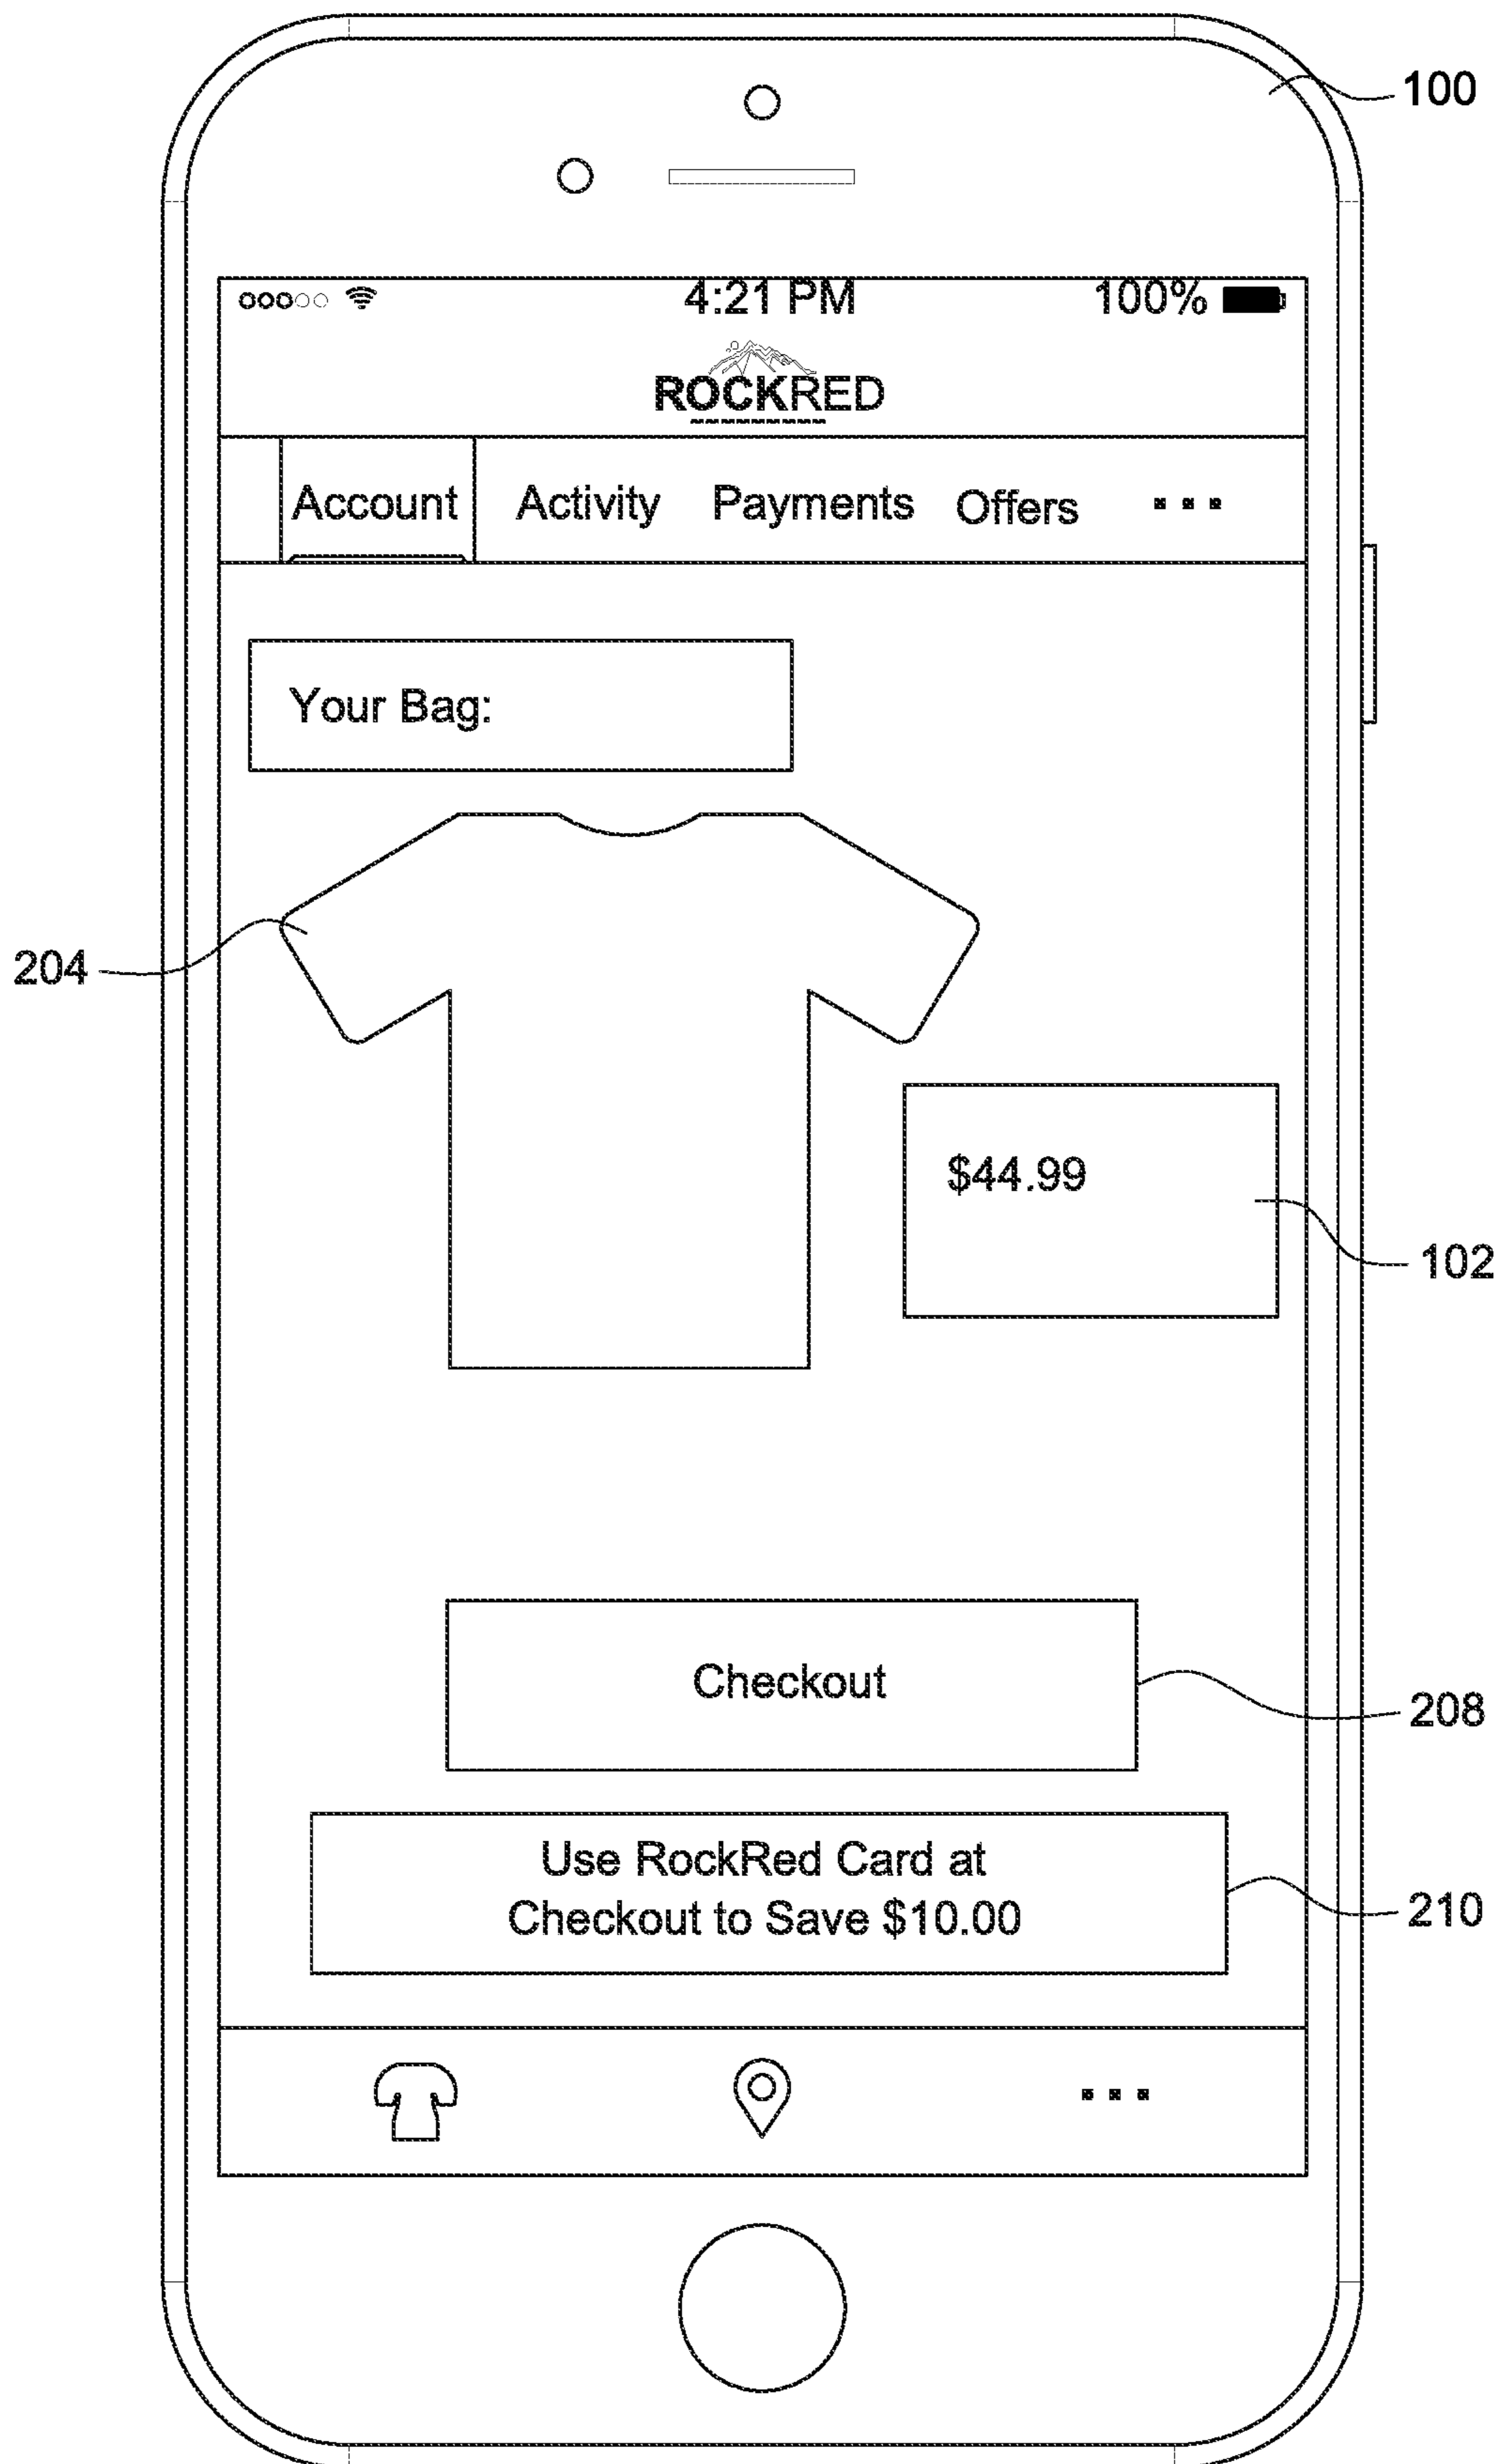 100
4:21 PM 100%
ROCKRED
Account Activity Payments Offers ...
Your Bag:
204
$44.99
102
Checkout
208
Use RockRed Card at
Checkout to Save $10.00
210
...